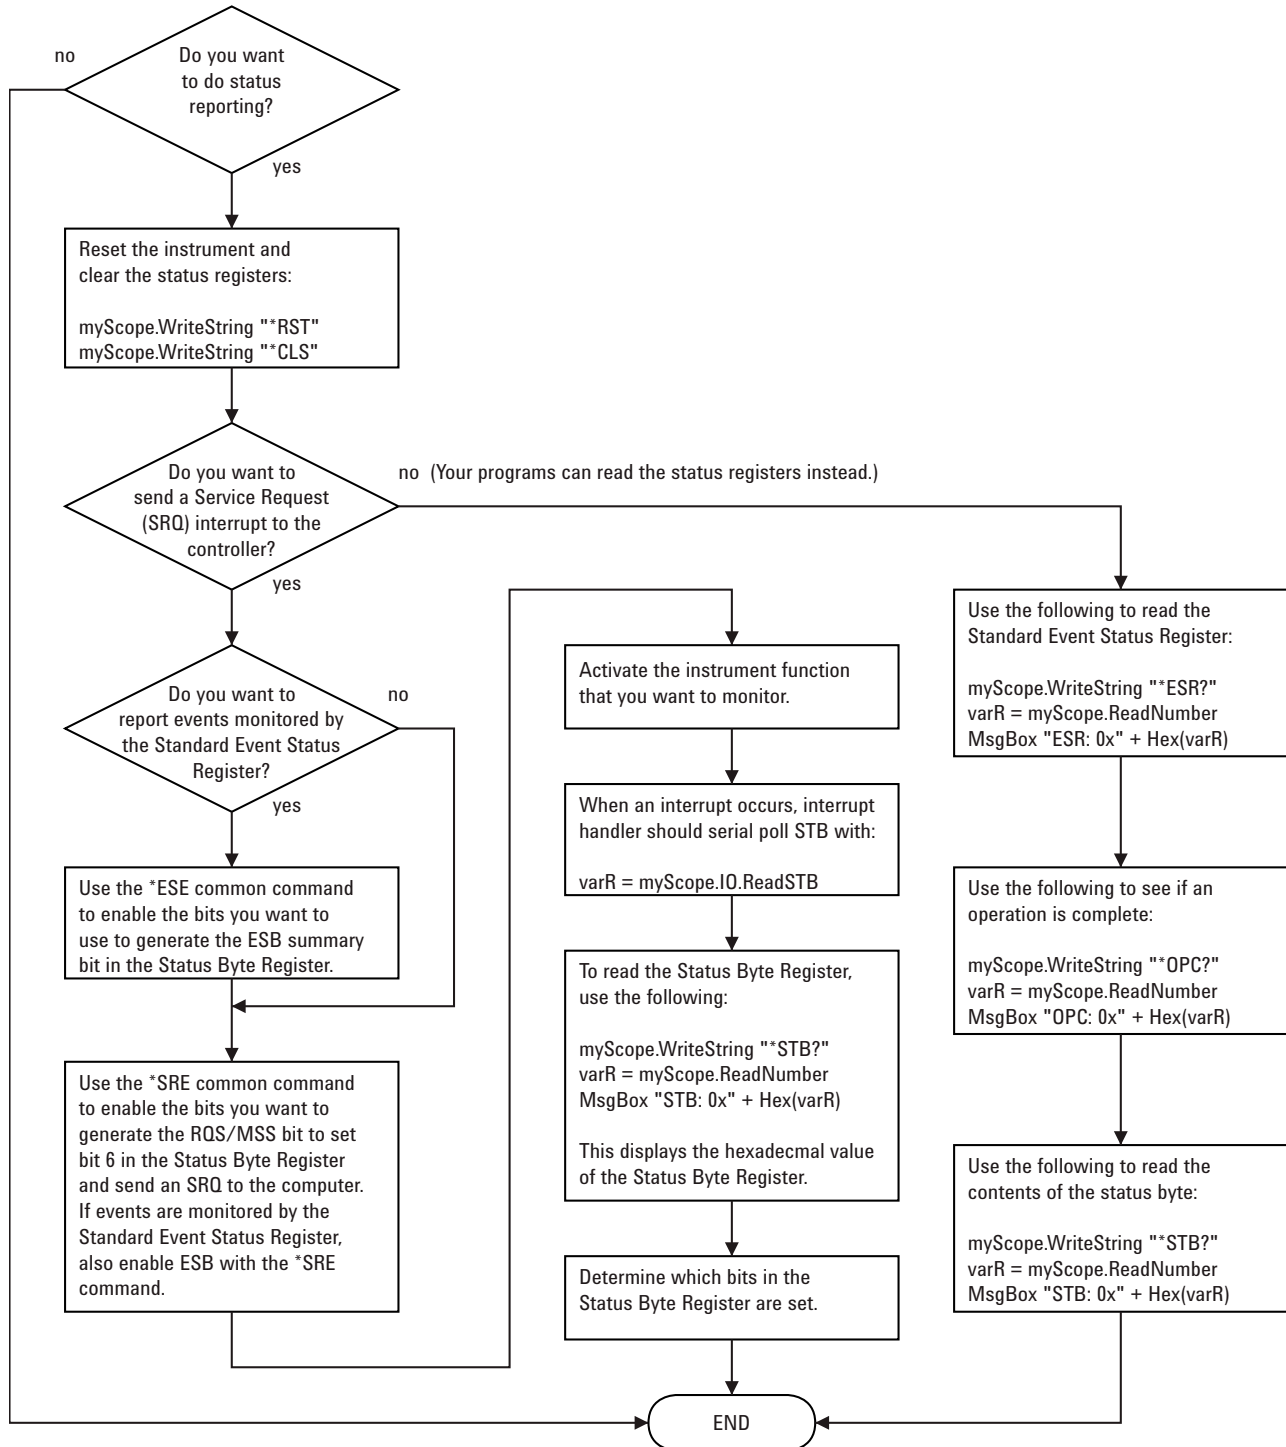 no
Do you want
to do status
reporting?
yes
Reset the instrument and
clear the status registers:
myScope.WriteString "*RST"
myScope.WriteString "*CLS"
Do you want to
send a Service Request
(SRQ) interrupt to the
controller?
no (Your programs can read the status registers instead.)
yes
Do you want to
report events monitored by
the Standard Event Status
Register?
no
yes
Use the *ESE common command
to enable the bits you want to
use to generate the ESB summary
bit in the Status Byte Register.
Use the *SRE common command
to enable the bits you want to
generate the RQS/MSS bit to set
bit 6 in the Status Byte Register
and send an SRQ to the computer.
If events are monitored by the
Standard Event Status Register,
also enable ESB with the *SRE
command.
Activate the instrument function
that you want to monitor.
When an interrupt occurs, interrupt
handler should serial poll STB with:
varR = myScope.IO.ReadSTB
To read the Status Byte Register,
use the following:
myScope.WriteString "*STB?"
varR = myScope.ReadNumber
MsgBox "STB: 0x" + Hex(varR)
This displays the hexadecmal value
of the Status Byte Register.
Determine which bits in the
Status Byte Register are set.
Use the following to read the
Standard Event Status Register:
myScope.WriteString "*ESR?"
varR = myScope.ReadNumber
MsgBox "ESR: 0x" + Hex(varR)
Use the following to see if an
operation is complete:
myScope.WriteString "*OPC?"
varR = myScope.ReadNumber
MsgBox "OPC: 0x" + Hex(varR)
Use the following to read the
contents of the status byte:
myScope.WriteString "*STB?"
varR = myScope.ReadNumber
MsgBox "STB: 0x" + Hex(varR)
END